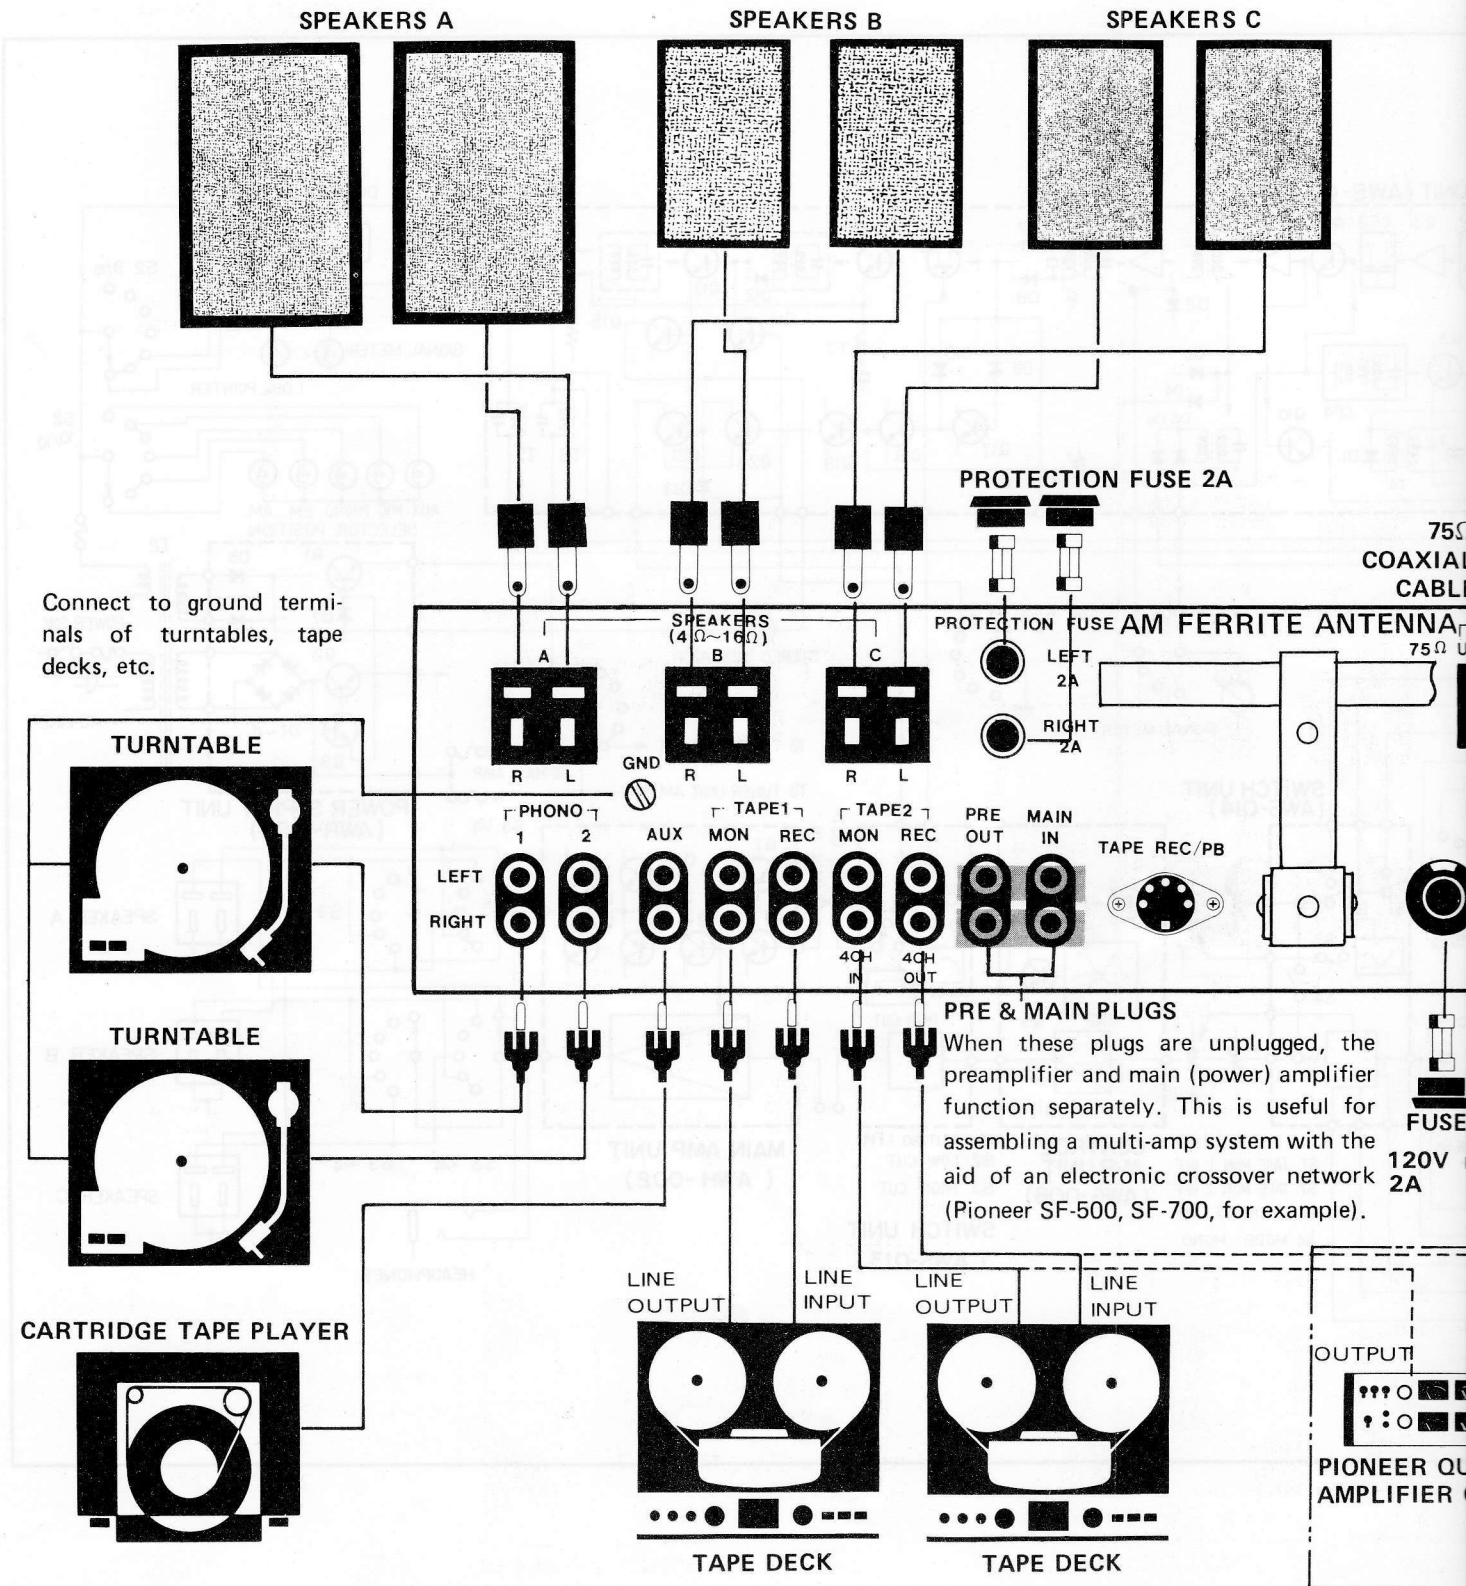 SPEAKERS A
SPEAKERS B
SPEAKERS C
PROTECTION FUSE 2A
75Ω
COAXIAL
CABL
Connect to ground termi-
nals of turntables, tape
decks, etc.
SPEAKERS
(4Ω~16Ω)
A
B
C
PROTECTION FUSE
LEFT
2A
RIGHT
2A
AM FERRITE ANTENNA
75Ω U
R L
R L
R L
GND
PHONO
1 2
AUX
TAPE1
MON REC
TAPE2
MON REC
PRE
OUT
MAIN
IN
TAPE REC/PB
LEFT
RIGHT
4CH
IN
4CH
OUT
TURNTABLE
TURNTABLE
CARTRIDGE TAPE PLAYER
PRE & MAIN PLUGS
When these plugs are unplugged, the
preamplifier and main (power) amplifier
function separately. This is useful for
assembling a multi-amp system with the
aid of an electronic crossover network
(Pioneer SF-500, SF-700, for example).
FUSE
120V
2A
LINE
OUTPUT
LINE
INPUT
LINE
OUTPUT
LINE
INPUT
OUTPUT
PIONEER QU
AMPLIFIER
TAPE DECK
TAPE DECK